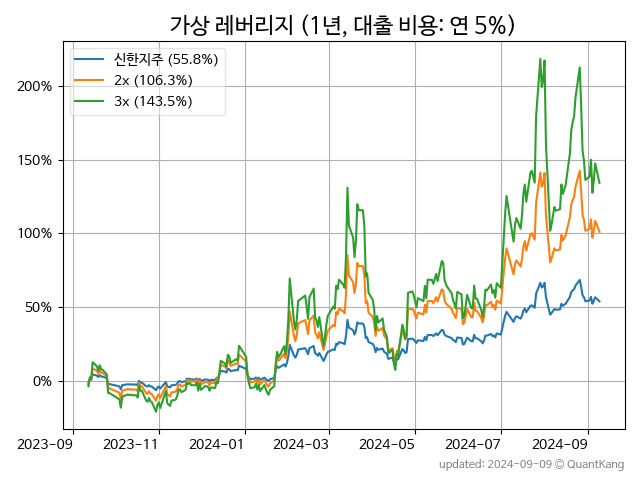 가상 레버리지 (1년, 대출 비용: 연 5%)
신한지주 (55.8%)
2x (106.3%)
3x (143.5%)
200%
150%
100%
50%
0%
2023-09 2023-11 2024-01 2024-03 2024-05 2024-07 2024-09
updated: 2024-09-09 © QuantKang